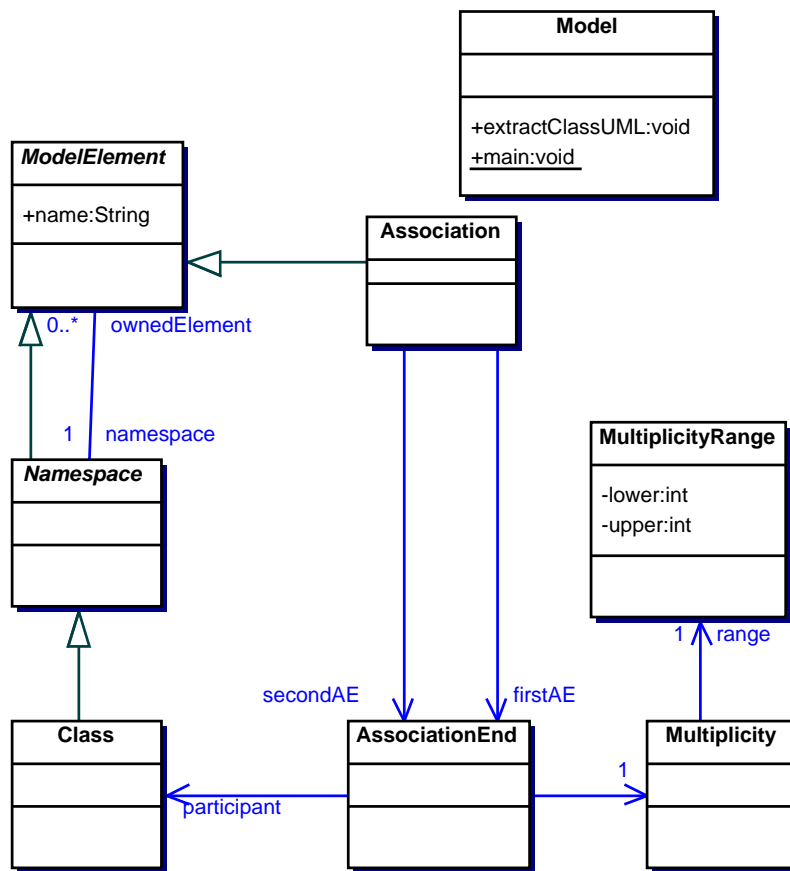 Model
+extractClassUML:void
+main:void
ModelElement
+name:String
Association
0..* ownedElement
1 namespace
Namespace
MultiplicityRange
-lower:int
-upper:int
1 range
secondAE
firstAE
Class
AssociationEnd
Multiplicity
1
participant